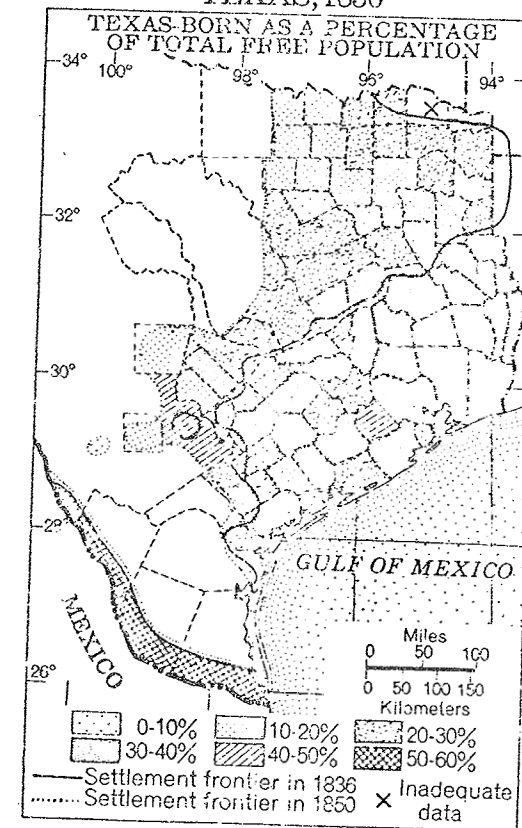 TEXAS, 1850
TEXAS-BORN AS A PERCENTAGE
OF TOTAL FREE POPULATION
34°
100°
98°
96°
94°
32°
30°
28°
GULF OF MEXICO
MEXICO
26°
Miles
0 50 100
0 50 100 150
Kilometers
0-10% 10-20% 20-30%
30-40% 40-50% 50-60%
Settlement frontier in 1836
Settlement frontier in 1850
X Inadequate
data